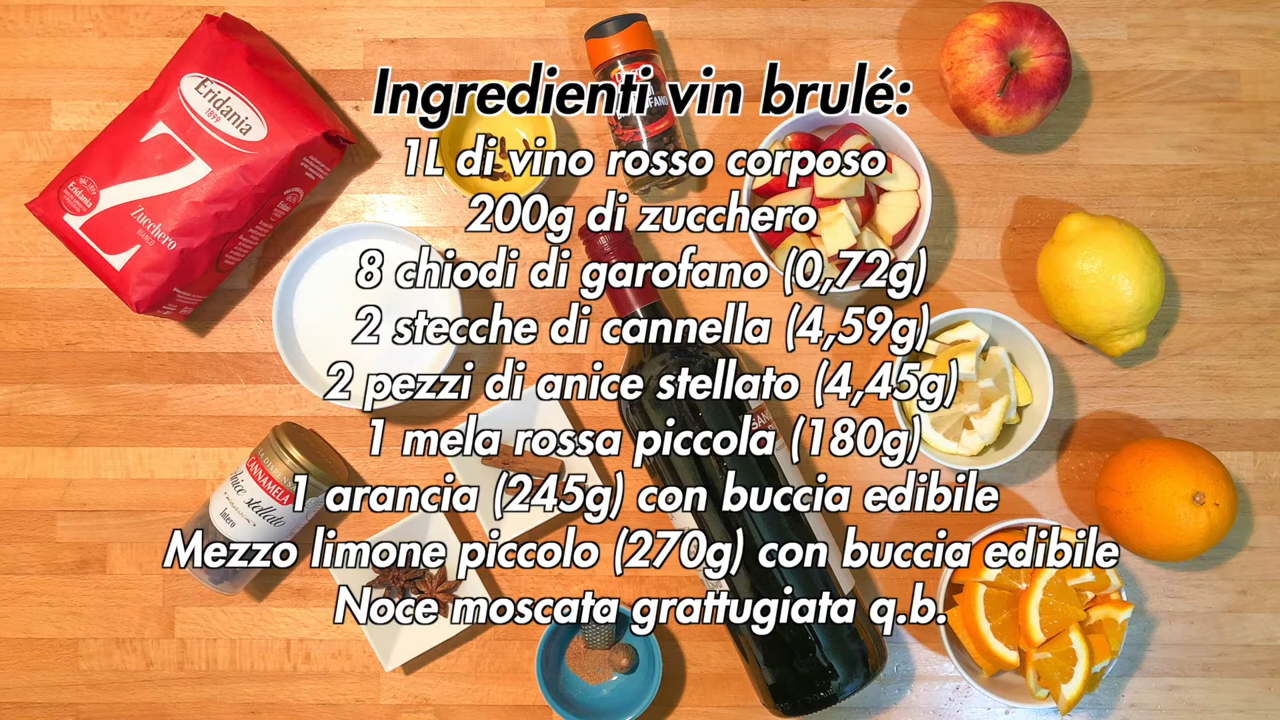 Ingredienti vin brulé:
1L di vino rosso corposo
200g di zucchero
8 chiodi di garofano (0,72g)
2 stecche di cannella (4,59g)
2 pezzi di anice stellato (4,45g)
1 mela rossa piccola (180g)
1 arancia (245g) con buccia edibile
Mezzo limone piccolo (270g) con buccia edibile
Noce moscata grattugiata q.b.
Eridania
1899
Z
Eridania
Zucchero
BIANCO
CANNAMELA
Anice stellato
Intero